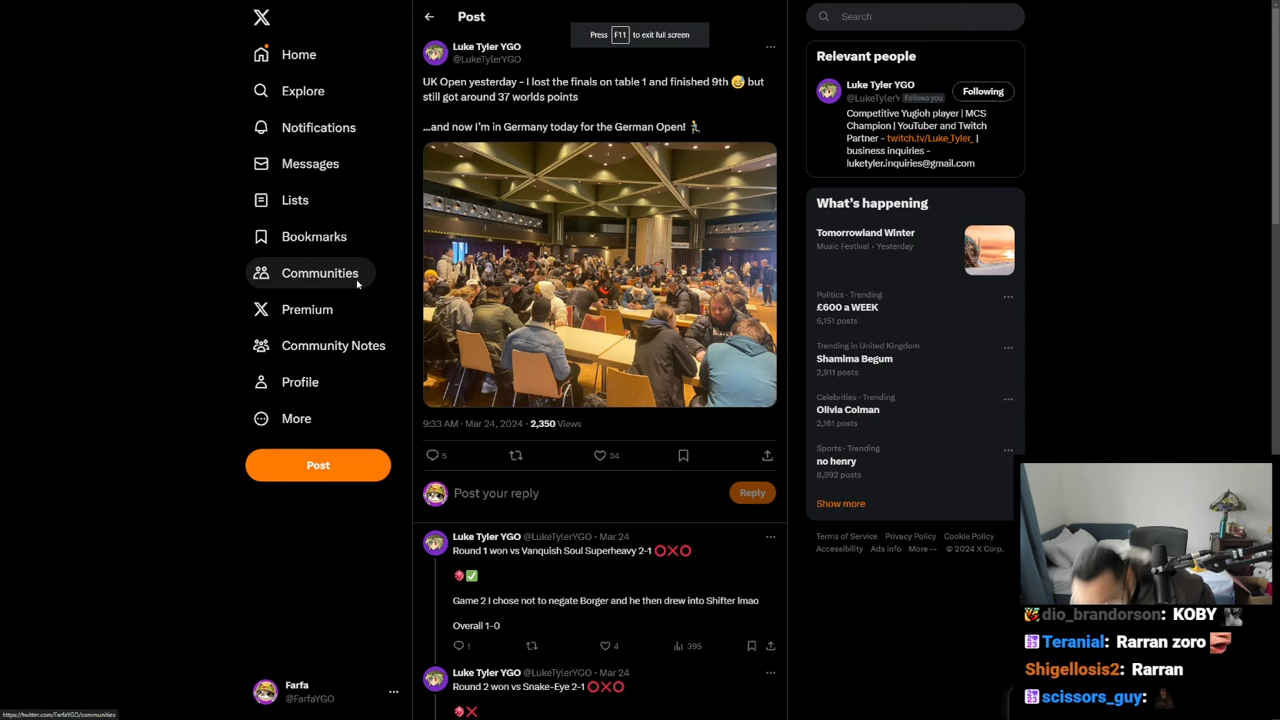 Home
Explore
Notifications
Messages
Lists
Bookmarks
Communities
Premium
Community Notes
Profile
More
Post
Farfa
@FarfaYGO
https://twitter.com/FarfaYGO/communities
Post
Press F11 to exit full screen
Luke Tyler YGO
@LukeTylerYGO
UK Open yesterday - I lost the finals on table 1 and finished 9th 😅 but
still got around 37 worlds points
...and now I'm in Germany today for the German Open! 🏃‍♂️
9:33 AM · Mar 24, 2024 · 2,350 Views
5
34
Post your reply
Reply
Luke Tyler YGO @LukeTylerYGO · Mar 24
Round 1 won vs Vanquish Soul Superheavy 2-1 ⭕❌⭕
✅
Game 2 I chose not to negate Borger and he then drew into Shifter lmao
Overall 1-0
1
4
395
Luke Tyler YGO @LukeTylerYGO · Mar 24
Round 2 won vs Snake-Eye 2-1 ⭕❌⭕
❌
Search
Relevant people
Luke Tyler YGO
Following
@LukeTylerY Follows you
Competitive Yugioh player | MCS
Champion | YouTuber and Twitch
Partner - twitch.tv/Luke_Tyler_ |
business inquiries -
luketyler.inquiries@gmail.com
What's happening
Tomorrowland Winter
Music Festival · Yesterday
Politics · Trending
£600 a WEEK
6,151 posts
Trending in United Kingdom
Shamima Begum
2,911 posts
Celebrities · Trending
Olivia Colman
2,161 posts
Sports · Trending
no henry
8,992 posts
Show more
Terms of Service Privacy Policy Cookie Policy
Accessibility Ads info More ··· © 2024 X Corp.
dio_brandorson: KOBY
Teranial: Rarran zoro
Shigellosis2: Rarran
scissors_guy: